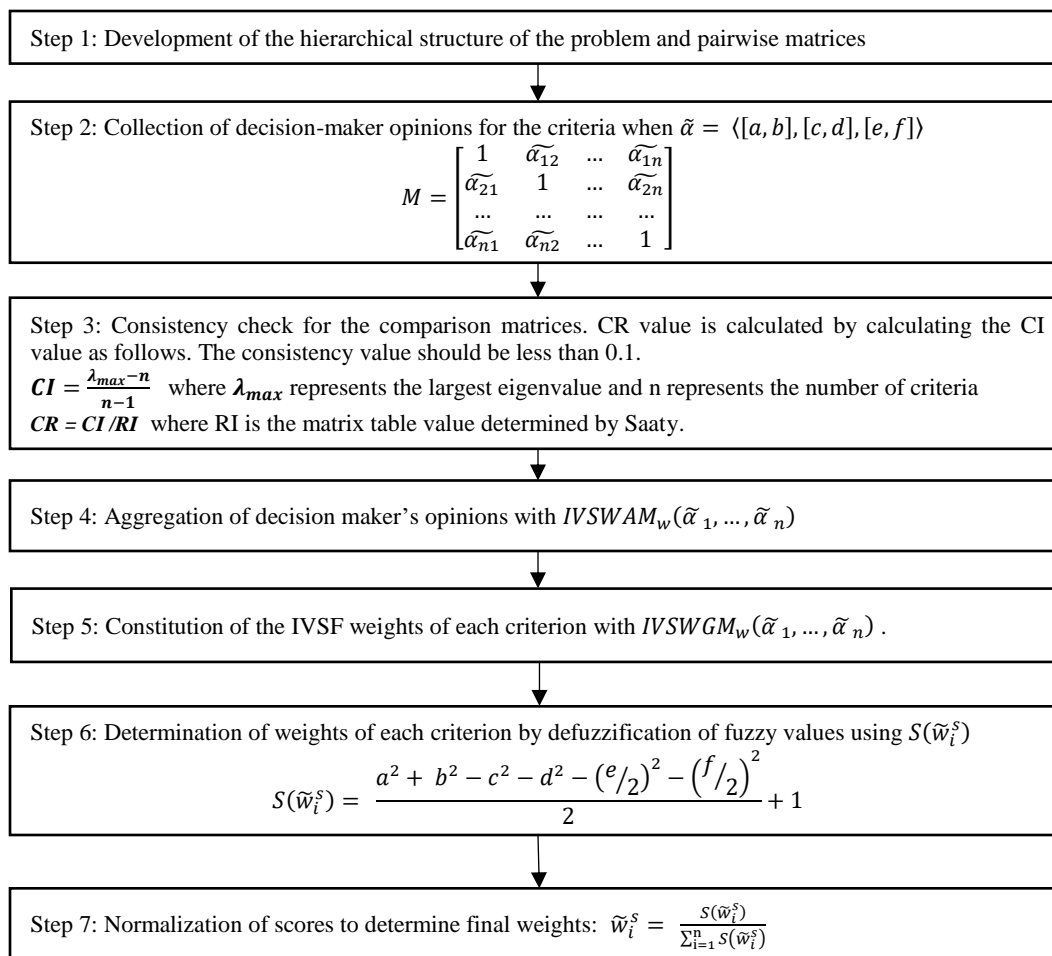 Step 1: Development of the hierarchical structure of the problem and pairwise matrices
Step 2: Collection of decision-maker opinions for the criteria when α̃ = ⟨[a, b], [c, d], [e, f]⟩
M = [
1 α̃₁₂ … α̃₁ₙ
α̃₂₁ 1 … α̃₂ₙ
… … … …
α̃ₙ₁ α̃ₙ₂ … 1
]
Step 3: Consistency check for the comparison matrices. CR value is calculated by calculating the CI
value as follows. The consistency value should be less than 0.1.
CI = (λ_max − n)/(n − 1) where λ_max represents the largest eigenvalue and n represents the number of criteria
CR = CI /RI where RI is the matrix table value determined by Saaty.
Step 4: Aggregation of decision maker's opinions with IVSWAM_w(α̃ ₁, … , α̃ ₙ)
Step 5: Constitution of the IVSF weights of each criterion with IVSWGM_w(α̃ ₁, … , α̃ ₙ) .
Step 6: Determination of weights of each criterion by defuzzification of fuzzy values using S(w̃ᵢˢ)
S(w̃ᵢˢ) = (a² + b² − c² − d² − (e/2)² − (f/2)²)/2 + 1
Step 7: Normalization of scores to determine final weights: w̃ᵢˢ = S(w̃ᵢˢ)/∑ᵢ₌₁ⁿ S(w̃ᵢˢ)